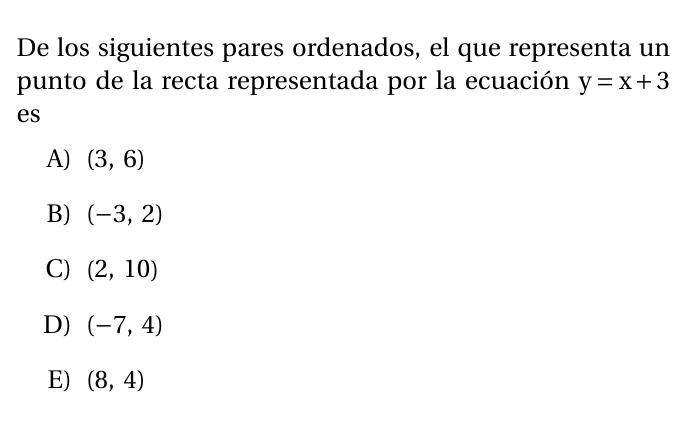 De los siguientes pares ordenados, el que representa un
punto de la recta representada por la ecuación y = x + 3
es
A) (3, 6)
B) (−3, 2)
C) (2, 10)
D) (−7, 4)
E) (8, 4)